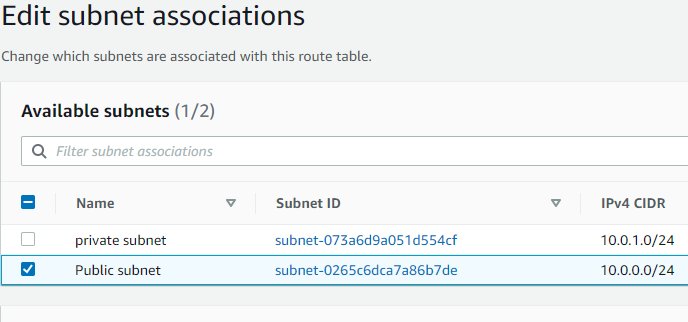 Edit subnet associations
Change which subnets are associated with this route table.
Available subnets (1/2)
Filter subnet associations
Name Subnet ID IPv4 CIDR
private subnet subnet-073a6d9a051d554cf 10.0.1.0/24
Public subnet subnet-0265c6dca7a86b7de 10.0.0.0/24